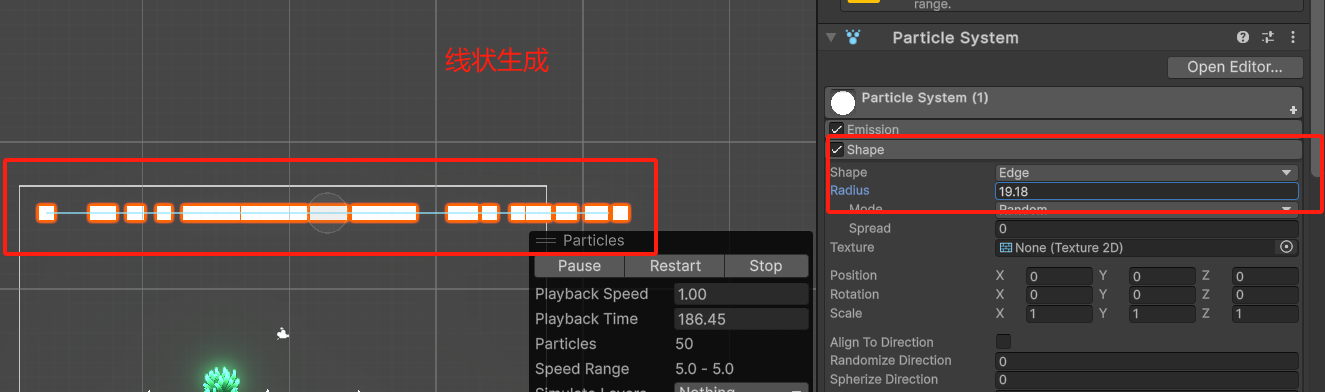 range.
线状生成
Particle System
Open Editor...
Particle System (1)
Emission
Shape
Shape Edge
Radius 19.18
Mode Random
Spread 0
Texture None (Texture 2D)
Position X 0 Y 0 Z 0
Rotation X 0 Y 0 Z 0
Scale X 1 Y 1 Z 1
Align To Direction
Randomize Direction 0
Spherize Direction 0
Particles
Pause Restart Stop
Playback Speed 1.00
Playback Time 186.45
Particles 50
Speed Range 5.0 - 5.0
Simulate Layers Nothing